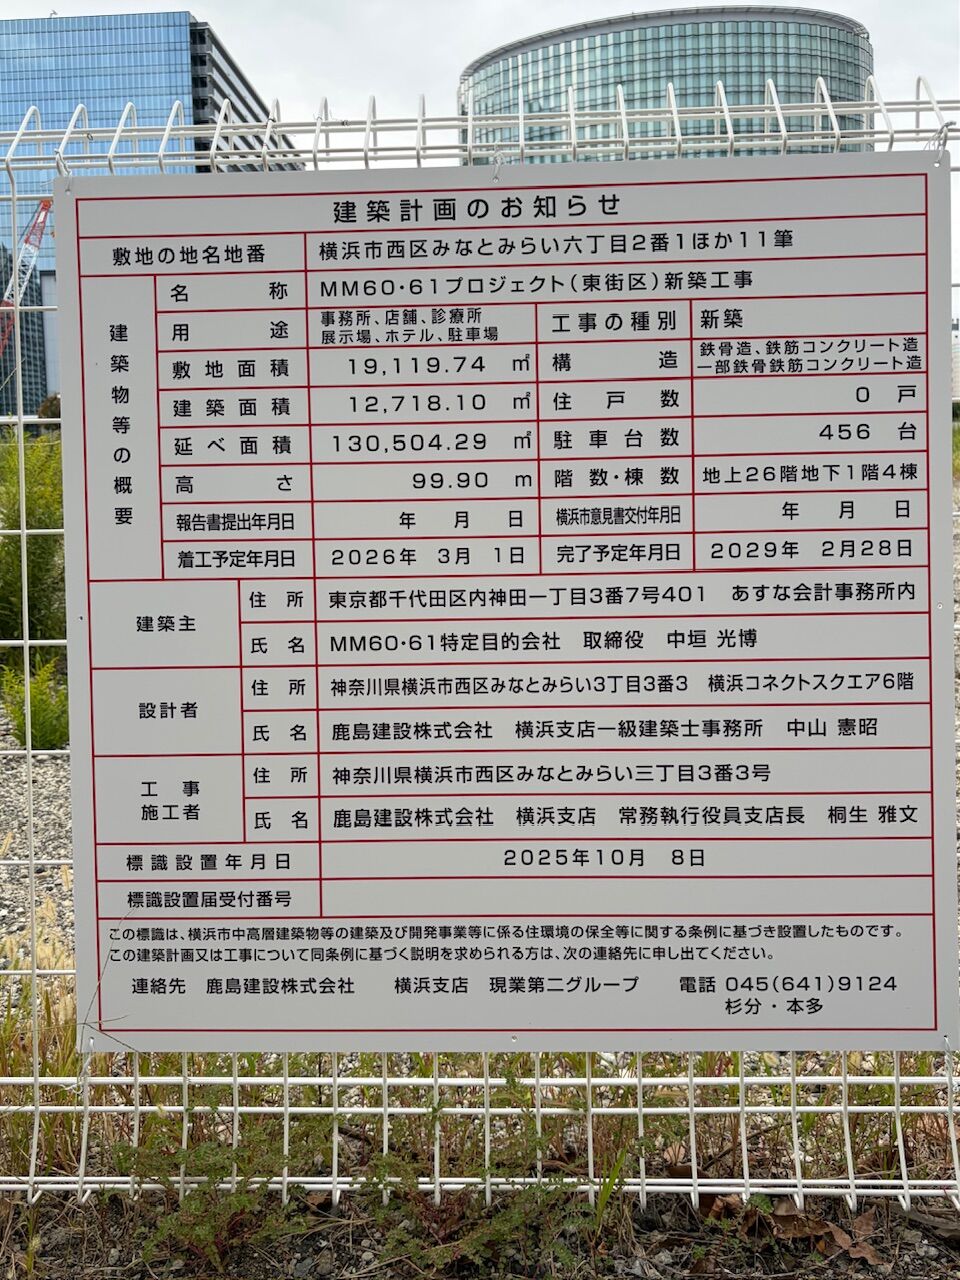 建築計画のお知らせ
敷地の地名地番 横浜市西区みなとみらい六丁目2番1ほか11筆
建築物等の概要
名称 MM60・61プロジェクト(東街区)新築工事
用途 事務所、店舗、診療所
展示場、ホテル、駐車場
工事の種別 新築
敷地面積 19,119.74 ㎡
構造 鉄骨造、鉄筋コンクリート造
一部鉄骨鉄筋コンクリート造
建築面積 12,718.10 ㎡ 住戸数 0 戸
延べ面積 130,504.29 ㎡ 駐車台数 456 台
高さ 99.90 m 階数・棟数 地上26階地下1階4棟
報告書提出年月日 年 月 日 横浜市意見書交付年月日 年 月 日
着工予定年月日 2026年 3月 1日 完了予定年月日 2029年 2月28日
建築主
住所 東京都千代田区内神田一丁目3番7号401 あすな会計事務所内
氏名 MM60・61特定目的会社 取締役 中垣 光博
設計者
住所 神奈川県横浜市西区みなとみらい3丁目3番3 横浜コネクトスクエア6階
氏名 鹿島建設株式会社 横浜支店一級建築士事務所 中山 憲昭
工事
施工者
住所 神奈川県横浜市西区みなとみらい三丁目3番3号
氏名 鹿島建設株式会社 横浜支店 常務執行役員支店長 桐生 雅文
標識設置年月日 2025年10月 8日
標識設置届受付番号
この標識は、横浜市中高層建築物等の建築及び開発事業等に係る住環境の保全等に関する条例に基づき設置したものです。
この建築計画又は工事について同条例に基づく説明を求められる方は、次の連絡先に申し出てください。
連絡先 鹿島建設株式会社 横浜支店 現業第二グループ 電話 045(641)9124
杉分・本多